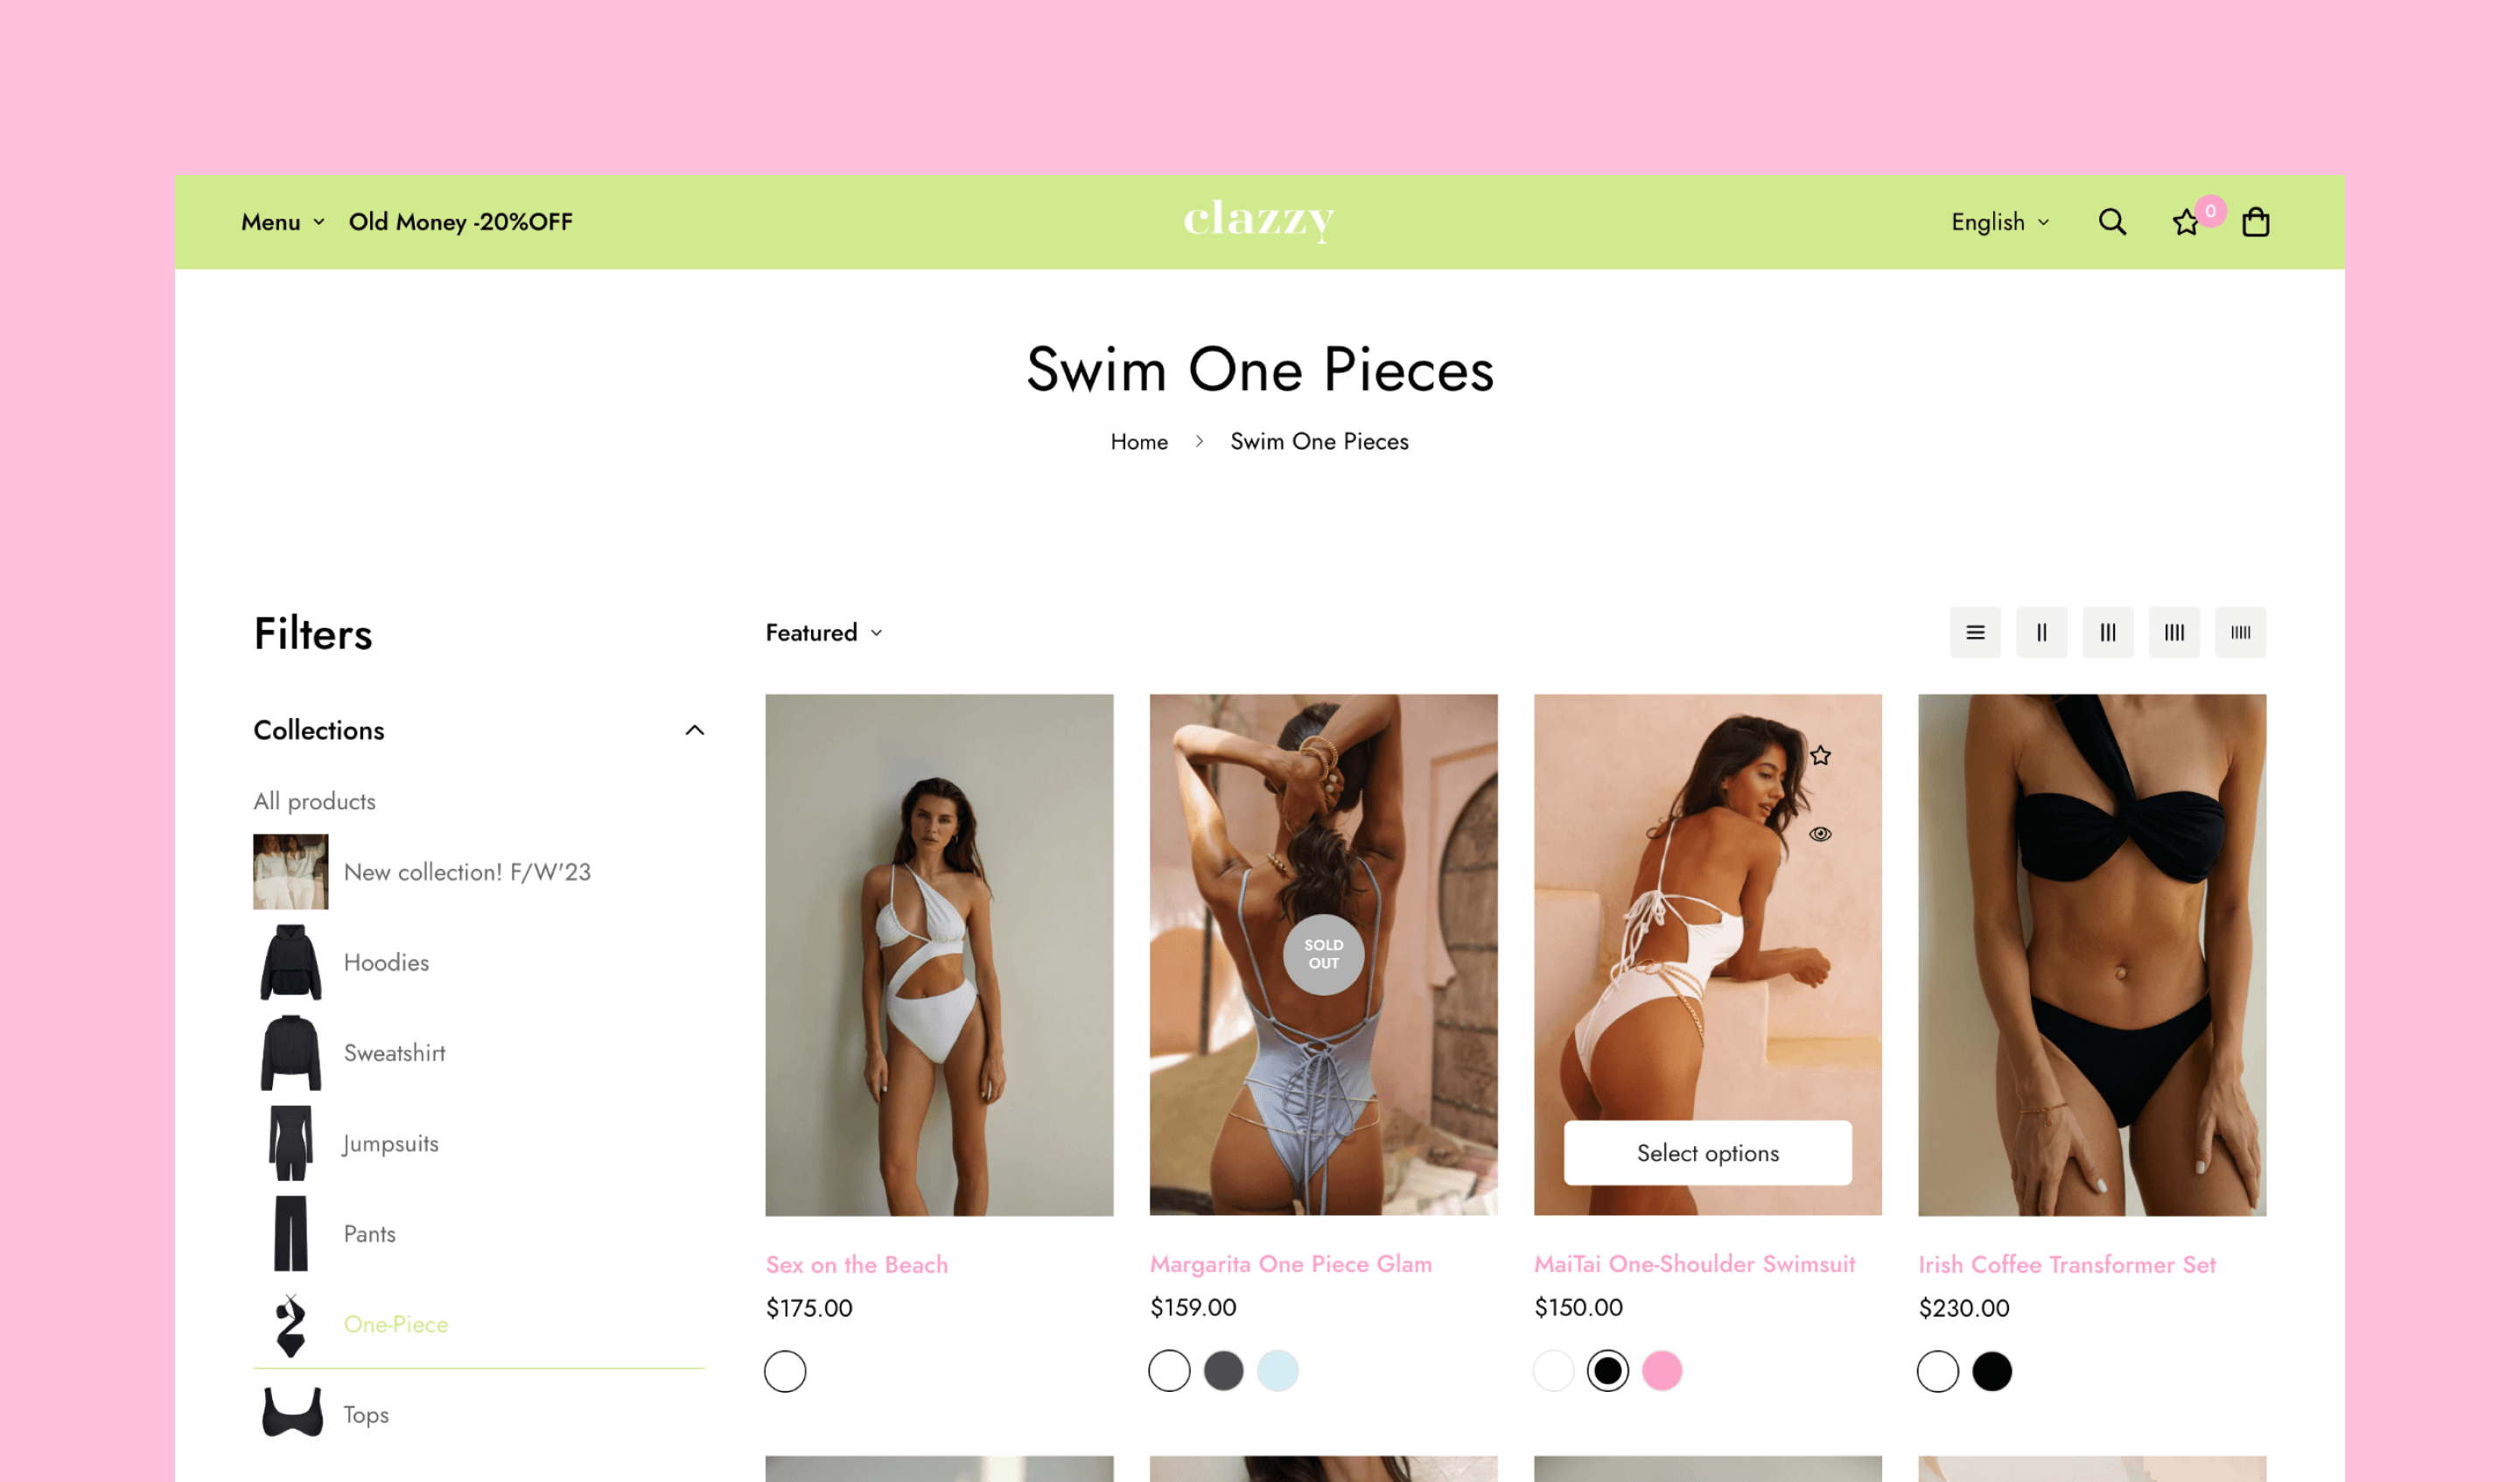 Menu
Old Money -20%OFF
clazzy
English
0
Swim One Pieces
Home > Swim One Pieces
Filters
Featured
Collections
All products
New collection! F/W'23
Hoodies
Sweatshirt
Jumpsuits
Pants
One-Piece
Tops
SOLD
OUT
Select options
Sex on the Beach
$175.00
Margarita One Piece Glam
$159.00
MaiTai One-Shoulder Swimsuit
$150.00
Irish Coffee Transformer Set
$230.00